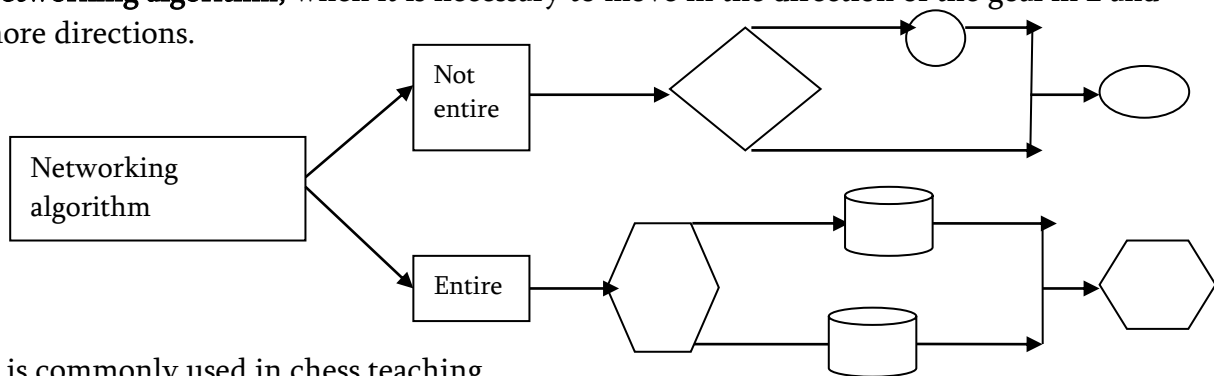 networking algorithm, when it is necessary to move in the direction of the gear in 2 and
more directions.
Not
entire
Networking
algorithm
Entire
is commonly used in chess teaching